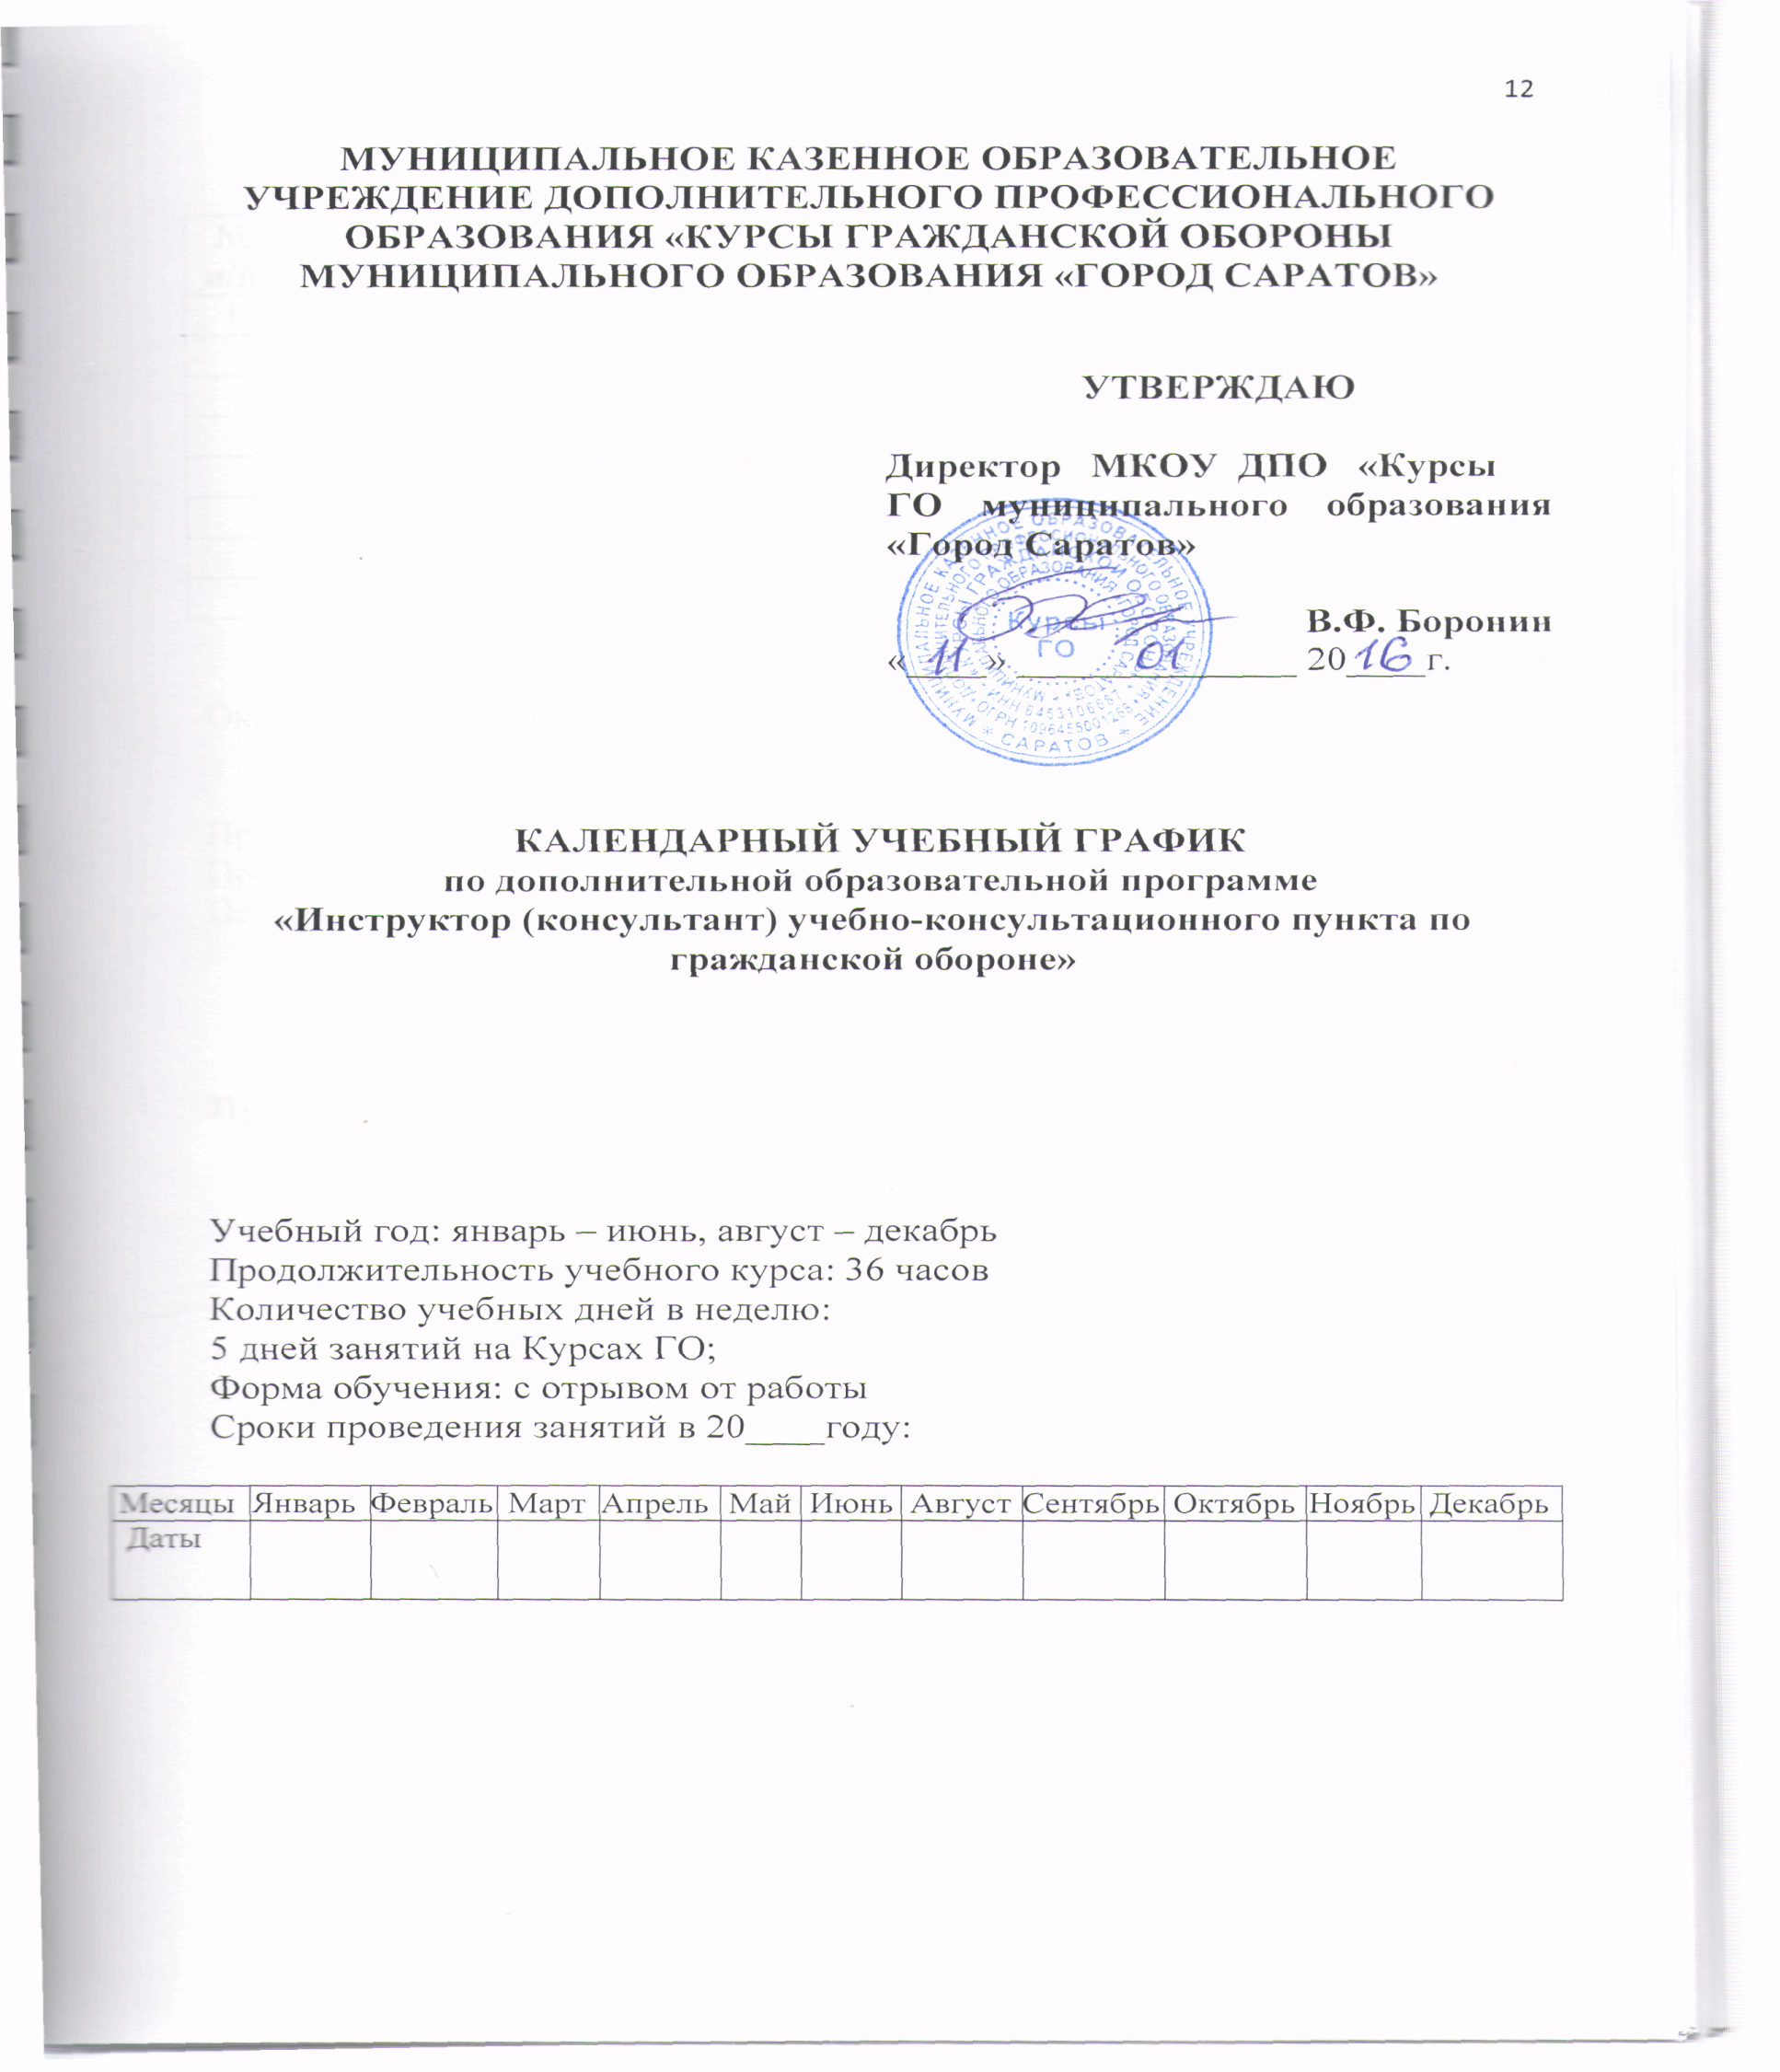 12
МУНИЦИПАЛЬНОЕ КАЗЕННОЕ ОБРАЗОВАТЕЛЬНОЕ
УЧРЕЖДЕНИЕ ДОПОЛНИТЕЛЬНОГО ПРОФЕССИОНАЛЬНОГО
ОБРАЗОВАНИЯ «КУРСЫ ГРАЖДАНСКОЙ ОБОРОНЫ
МУНИЦИПАЛЬНОГО ОБРАЗОВАНИЯ «ГОРОД САРАТОВ»
УТВЕРЖДАЮ
Директор МКОУ ДПО «Курсы
ГО муниципального образования
«Город Саратов»
В.Ф. Боронин
«11» 01 2016 г.
Курсы
ГО
САРАТОВ
КАЛЕНДАРНЫЙ УЧЕБНЫЙ ГРАФИК
по дополнительной образовательной программе
«Инструктор (консультант) учебно-консультационного пункта по
гражданской обороне»
Учебный год: январь – июнь, август – декабрь
Продолжительность учебного курса: 36 часов
Количество учебных дней в неделю:
5 дней занятий на Курсах ГО;
Форма обучения: с отрывом от работы
Сроки проведения занятий в 20____году:
Месяцы Январь Февраль Март Апрель Май Июнь Август Сентябрь Октябрь Ноябрь Декабрь
Даты